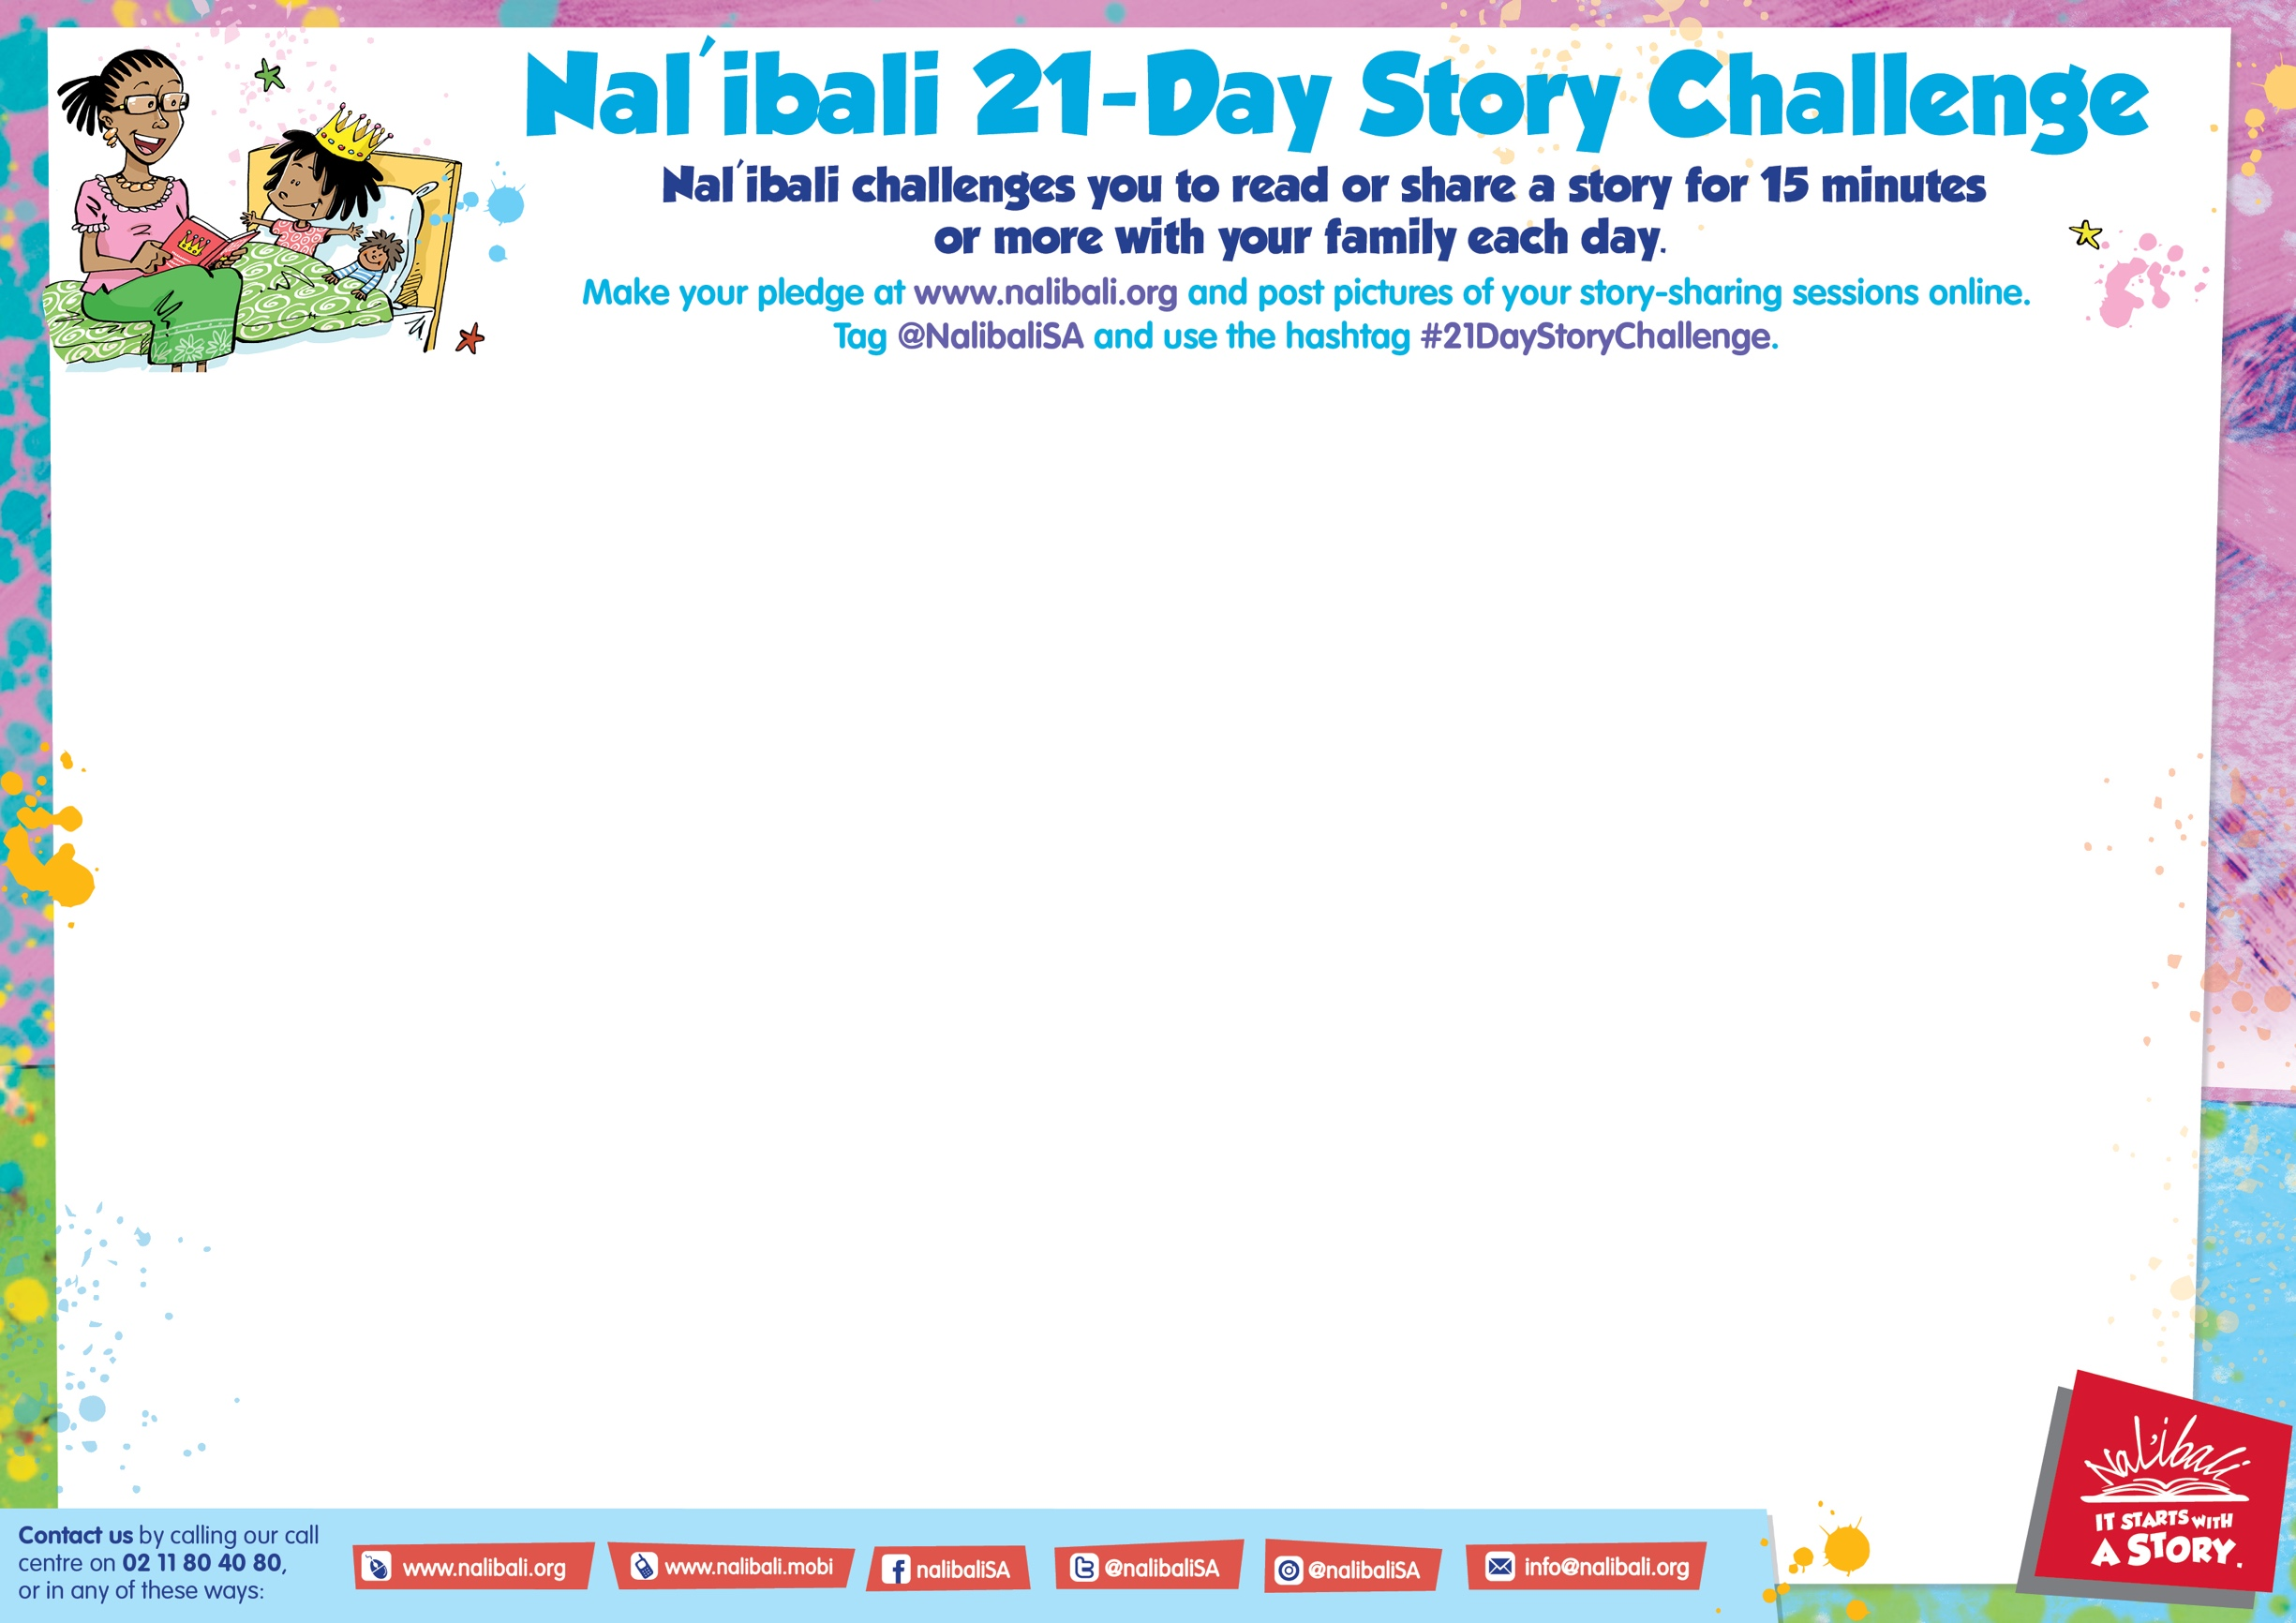 Nal'ibali 21-Day Story Challenge
Nal'ibali challenges you to read or share a story for 15 minutes
or more with your family each day.
Make your pledge at www.nalibali.org and post pictures of your story-sharing sessions online.
Tag @NalibaliSA and use the hashtag #21DayStoryChallenge.
Contact us by calling our call
centre on 02 11 80 40 80,
or in any of these ways:
www.nalibali.org
www.nalibali.mobi
nalibaliSA
@nalibaliSA
@nalibaliSA
info@nalibali.org
Nal'ibali
IT STARTS WITH
A STORY.